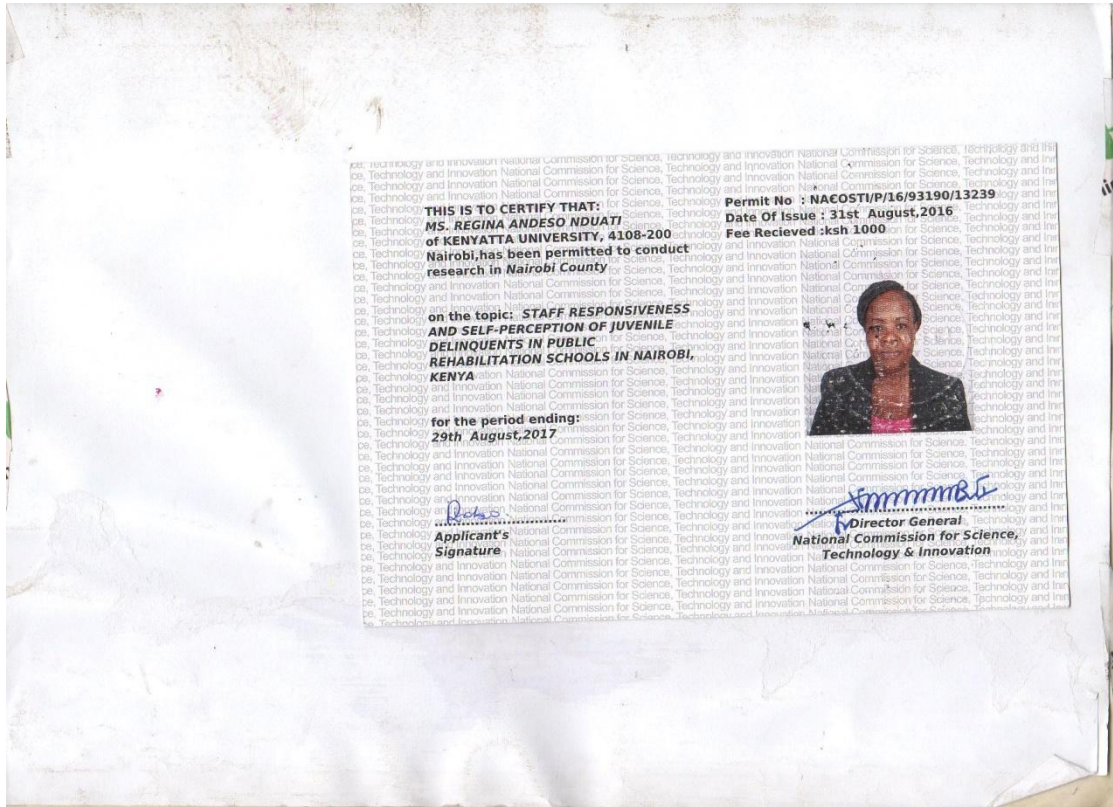 THIS IS TO CERTIFY THAT:
MS. REGINA ANDESO NDUATI
of KENYATTA UNIVERSITY, 4108-200
Nairobi,has been permitted to conduct
research in Nairobi County
on the topic: STAFF RESPONSIVENESS
AND SELF-PERCEPTION OF JUVENILE
DELINQUENTS IN PUBLIC
REHABILITATION SCHOOLS IN NAIROBI,
KENYA
for the period ending:
29th August,2017
Applicant's
Signature
Permit No : NACOSTI/P/16/93190/13239
Date Of Issue : 31st August,2016
Fee Recieved :ksh 1000
Director General
National Commission for Science,
Technology & Innovation